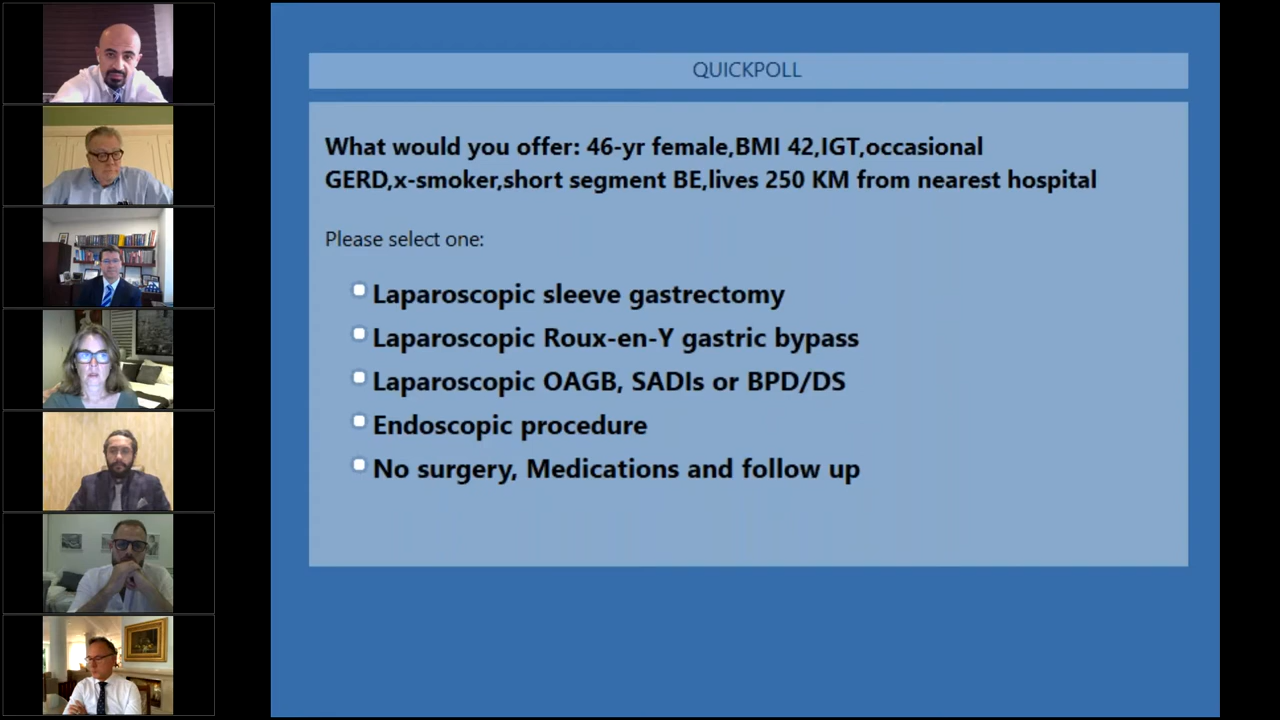 QUICKPOLL
What would you offer: 46-yr female,BMI 42,IGT,occasional
GERD,x-smoker,short segment BE,lives 250 KM from nearest hospital
Please select one:
Laparoscopic sleeve gastrectomy
Laparoscopic Roux-en-Y gastric bypass
Laparoscopic OAGB, SADIs or BPD/DS
Endoscopic procedure
No surgery, Medications and follow up